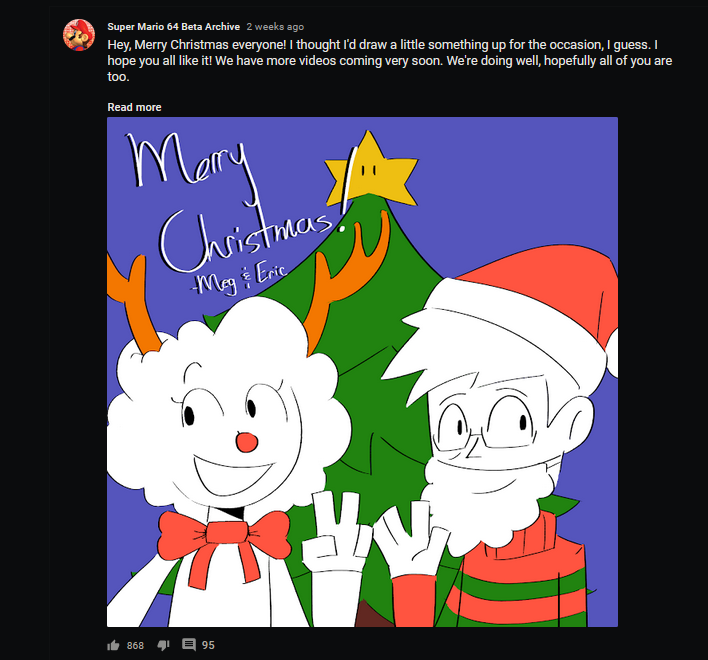 Super Mario 64 Beta Archive 2 weeks ago
Hey, Merry Christmas everyone! I thought I'd draw a little something up for the occasion, I guess. I
hope you all like it! We have more videos coming very soon. We're doing well, hopefully all of you are
too.
Read more
Merry
Christmas!
-Meg & Eric
868 95